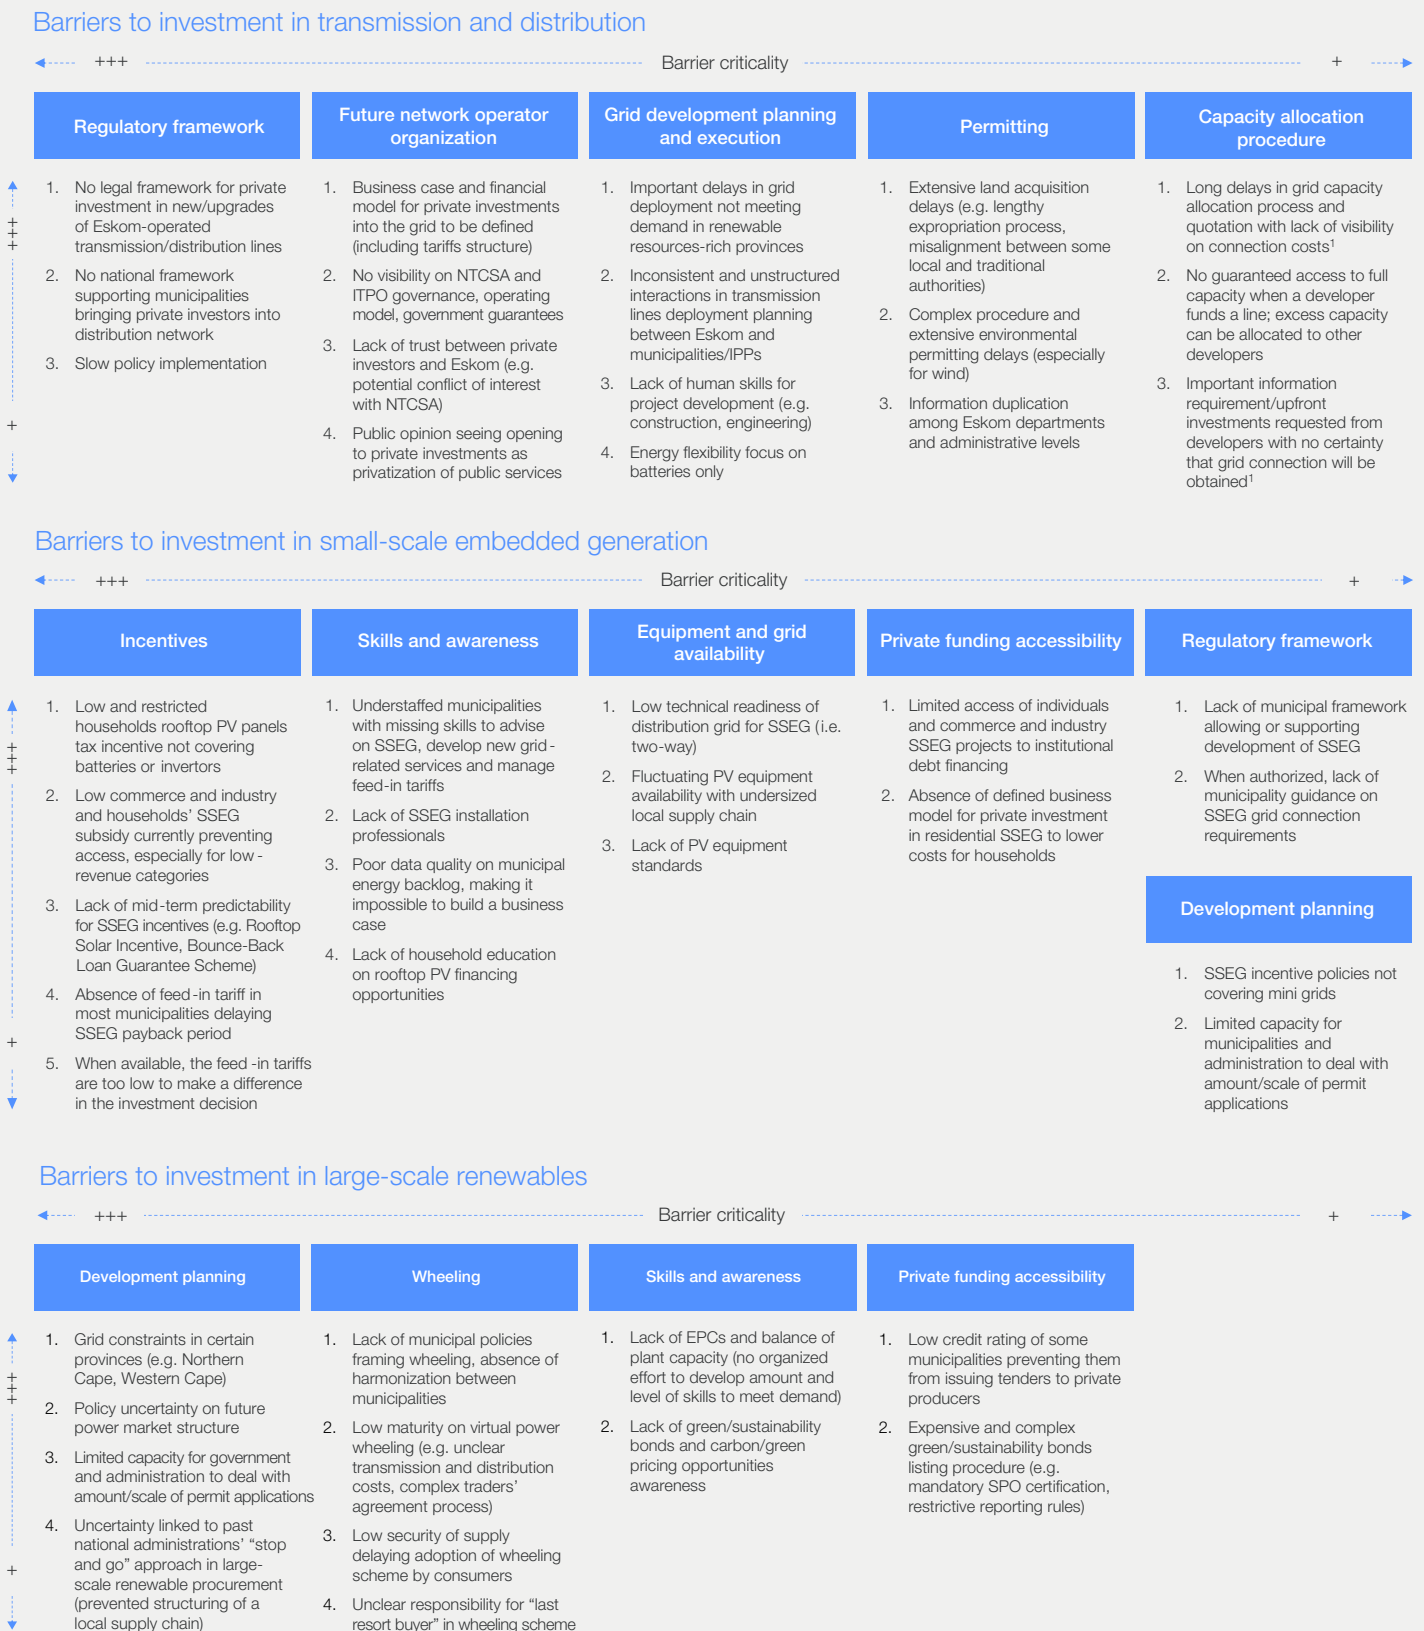 Barriers to investment in transmission and distribution
+++
Barrier criticality
+
Regulatory framework
Future network operator
organization
Grid development planning
and execution
Permitting
Capacity allocation
procedure
+++
+
1. No legal framework for private
investment in new/upgrades
of Eskom-operated
transmission/distribution lines
2. No national framework
supporting municipalities
bringing private investors into
distribution network
3. Slow policy implementation
1. Business case and financial
model for private investments
into the grid to be defined
(including tariffs structure)
2. No visibility on NTCSA and
ITPO governance, operating
model, government guarantees
3. Lack of trust between private
investors and Eskom (e.g.
potential conflict of interest
with NTCSA)
4. Public opinion seeing opening
to private investments as
privatization of public services
1. Important delays in grid
deployment not meeting
demand in renewable
resources-rich provinces
2. Inconsistent and unstructured
interactions in transmission
lines deployment planning
between Eskom and
municipalities/IPPs
3. Lack of human skills for
project development (e.g.
construction, engineering)
4. Energy flexibility focus on
batteries only
1. Extensive land acquisition
delays (e.g. lengthy
expropriation process,
misalignment between some
local and traditional
authorities)
2. Complex procedure and
extensive environmental
permitting delays (especially
for wind)
3. Information duplication
among Eskom departments
and administrative levels
1. Long delays in grid capacity
allocation process and
quotation with lack of visibility
on connection costs¹
2. No guaranteed access to full
capacity when a developer
funds a line; excess capacity
can be allocated to other
developers
3. Important information
requirement/upfront
investments requested from
developers with no certainty
that grid connection will be
obtained¹
Barriers to investment in small-scale embedded generation
+++
Barrier criticality
+
Incentives
Skills and awareness
Equipment and grid
availability
Private funding accessibility
Regulatory framework
+++
+
1. Low and restricted
households rooftop PV panels
tax incentive not covering
batteries or invertors
2. Low commerce and industry
and households' SSEG
subsidy currently preventing
access, especially for low-
revenue categories
3. Lack of mid-term predictability
for SSEG incentives (e.g. Rooftop
Solar Incentive, Bounce-Back
Loan Guarantee Scheme)
4. Absence of feed-in tariff in
most municipalities delaying
SSEG payback period
5. When available, the feed-in tariffs
are too low to make a difference
in the investment decision
1. Understaffed municipalities
with missing skills to advise
on SSEG, develop new grid-
related services and manage
feed-in tariffs
2. Lack of SSEG installation
professionals
3. Poor data quality on municipal
energy backlog, making it
impossible to build a business
case
4. Lack of household education
on rooftop PV financing
opportunities
1. Low technical readiness of
distribution grid for SSEG (i.e.
two-way)
2. Fluctuating PV equipment
availability with undersized
local supply chain
3. Lack of PV equipment
standards
1. Limited access of individuals
and commerce and industry
SSEG projects to institutional
debt financing
2. Absence of defined business
model for private investment
in residential SSEG to lower
costs for households
1. Lack of municipal framework
allowing or supporting
development of SSEG
2. When authorized, lack of
municipality guidance on
SSEG grid connection
requirements
Development planning
1. SSEG incentive policies not
covering mini grids
2. Limited capacity for
municipalities and
administration to deal with
amount/scale of permit
applications
Barriers to investment in large-scale renewables
+++
Barrier criticality
+
Development planning
Wheeling
Skills and awareness
Private funding accessibility
+++
+
1. Grid constraints in certain
provinces (e.g. Northern
Cape, Western Cape)
2. Policy uncertainty on future
power market structure
3. Limited capacity for government
and administration to deal with
amount/scale of permit applications
4. Uncertainty linked to past
national administrations' "stop
and go" approach in large-
scale renewable procurement
(prevented structuring of a
local supply chain)
1. Lack of municipal policies
framing wheeling, absence of
harmonization between
municipalities
2. Low maturity on virtual power
wheeling (e.g. unclear
transmission and distribution
costs, complex traders'
agreement process)
3. Low security of supply
delaying adoption of wheeling
scheme by consumers
4. Unclear responsibility for "last
resort buyer" in wheeling scheme
1. Lack of EPCs and balance of
plant capacity (no organized
effort to develop amount and
level of skills to meet demand)
2. Lack of green/sustainability
bonds and carbon/green
pricing opportunities
awareness
1. Low credit rating of some
municipalities preventing them
from issuing tenders to private
producers
2. Expensive and complex
green/sustainability bonds
listing procedure (e.g.
mandatory SPO certification,
restrictive reporting rules)